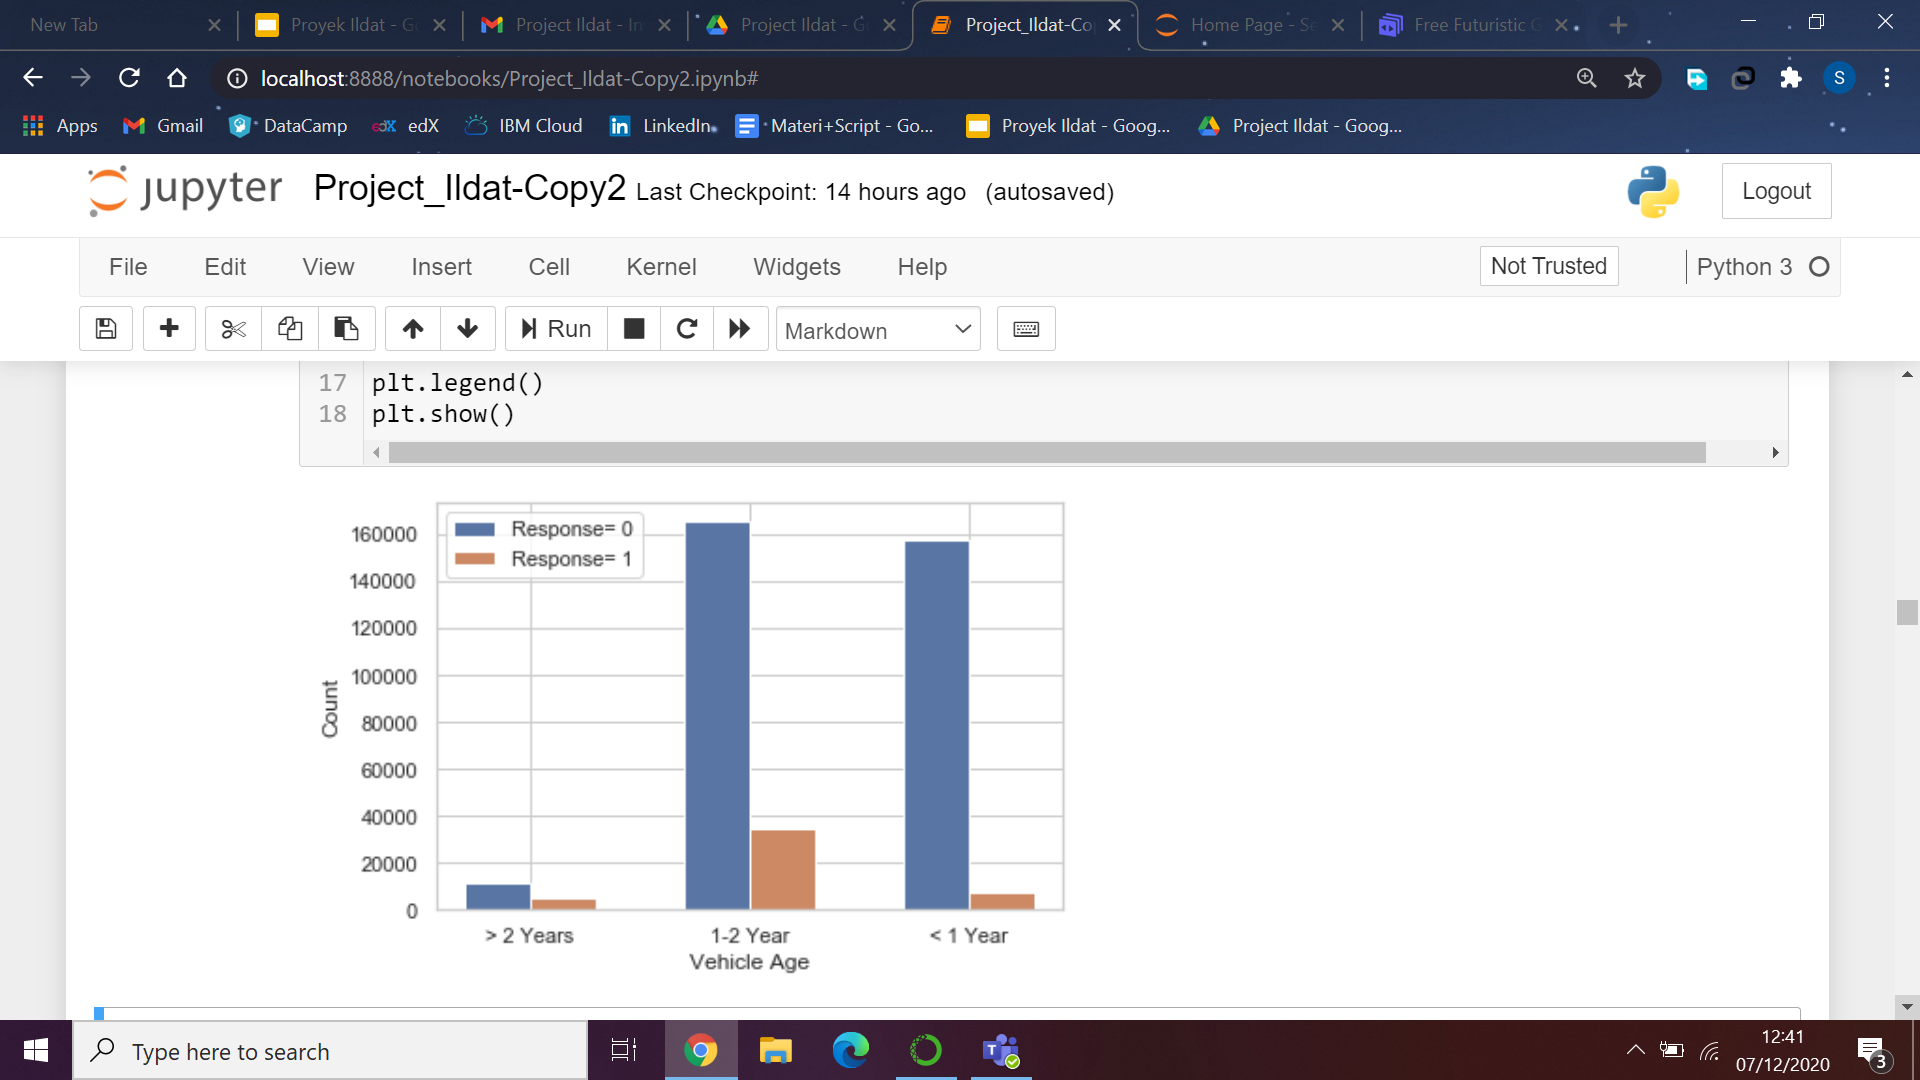 New Tab
Proyek Ildat - G
Project Ildat - In
Project Ildat - G
Project_Ildat-Co
Home Page - Se
Free Futuristic
localhost:8888/notebooks/Project_Ildat-Copy2.ipynb#
S
Apps
Gmail
DataCamp
edX
edX
IBM Cloud
in
LinkedIn
Materi+Script - Go...
Proyek Ildat - Goog...
Project Ildat - Goog...
jupyter
Project_Ildat-Copy2 Last Checkpoint: 14 hours ago (autosaved)
Logout
File
Edit
View
Insert
Cell
Kernel
Widgets
Help
Not Trusted
Python 3
Run
Markdown
17 plt.legend()
18 plt.show()
Response= 0
Response= 1
160000
140000
120000
100000
80000
60000
40000
20000
0
Count
> 2 Years
1-2 Year
< 1 Year
Vehicle Age
Type here to search
T
12:41
07/12/2020
3